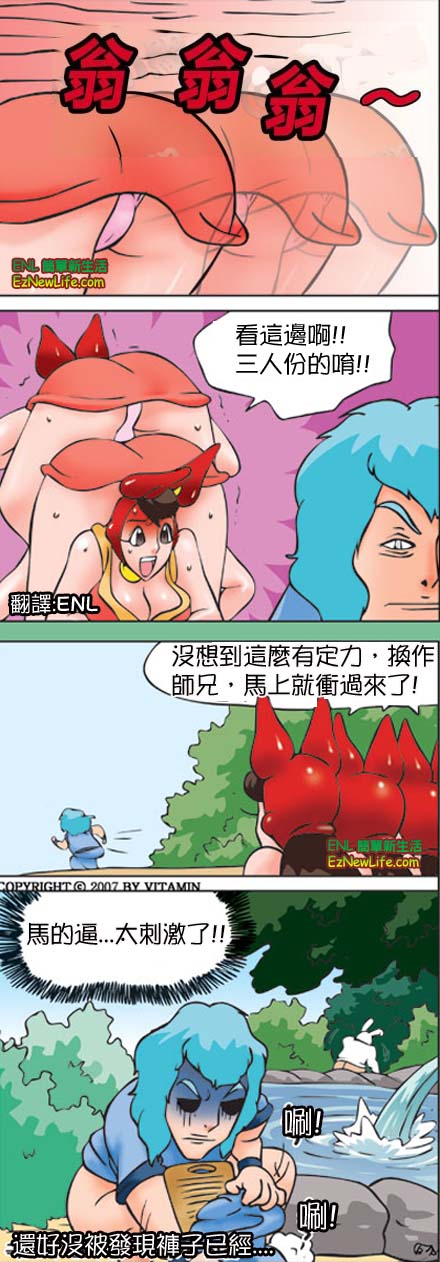 翁翁翁～
ENL 簡單新生活
EzNewLife.com
看這邊啊!!
三人份的唷!!
翻譯:ENL
沒想到這麼有定力，換作
師兄，馬上就衝過來了!
ENL 簡單新生活
EzNewLife.com
COPYRIGHT © 2007 BY VITAMIN
馬的逼...太刺激了!!
唰!
唰!
還好沒被發現褲子已經....